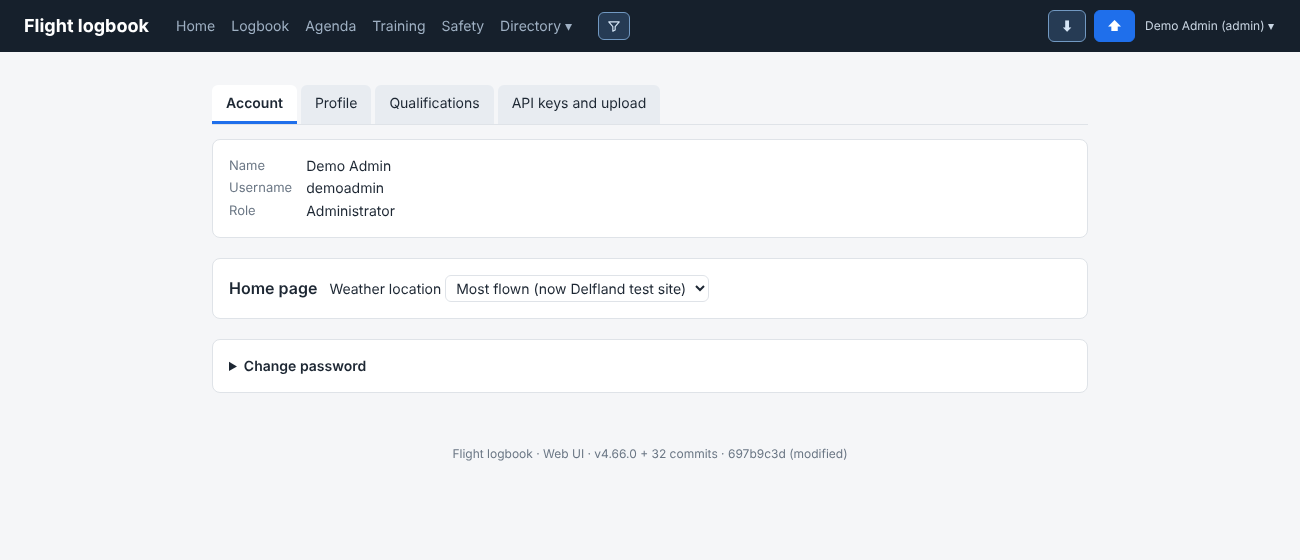 Flight logbook Home Logbook Agenda Training Safety Directory ▾ Demo Admin (admin) ▾
Account Profile Qualifications API keys and upload
Name Demo Admin
Username demoadmin
Role Administrator
Home page Weather location Most flown (now Delfland test site)
Change password
Flight logbook · Web UI · v4.66.0 + 32 commits · 697b9c3d (modified)